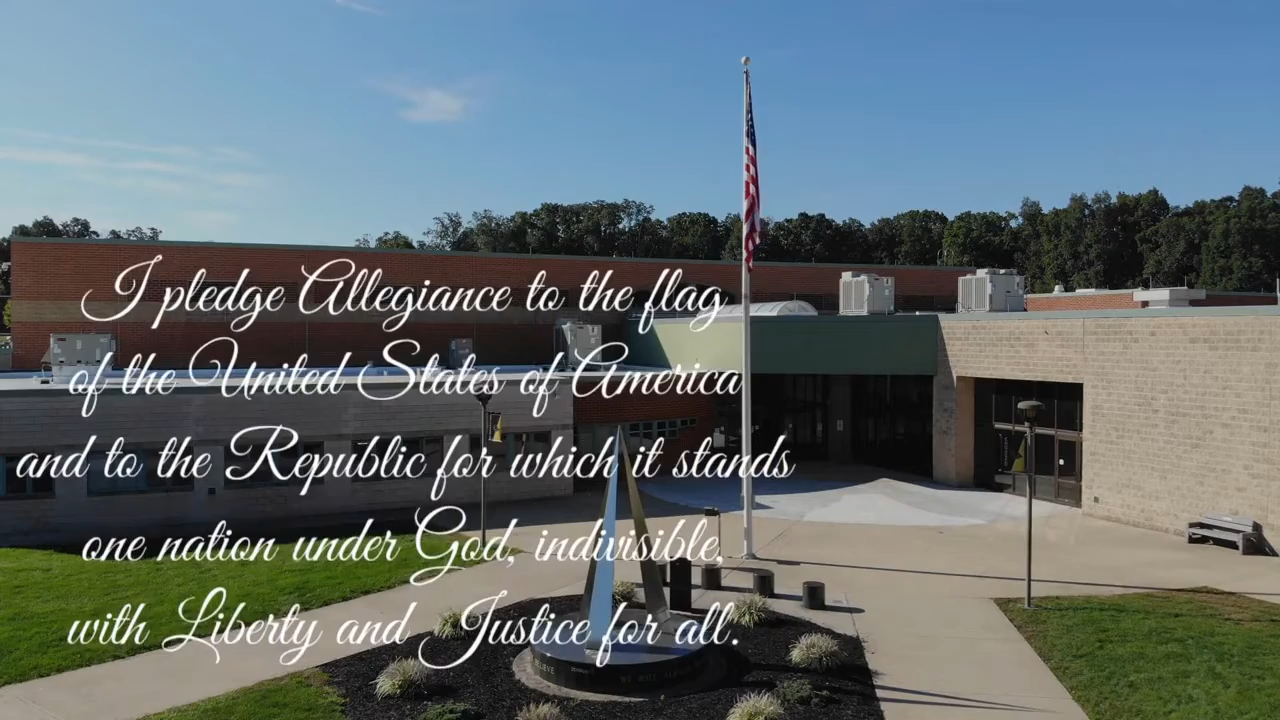 I pledge Allegiance to the flag
of the United States of America
and to the Republic for which it stands
one nation under God, indivisible,
with Liberty and Justice for all.